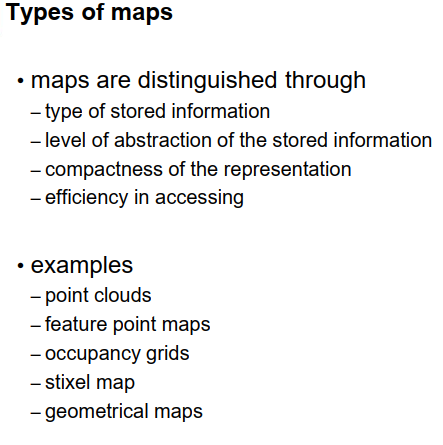 Types of maps
• maps are distinguished through
– type of stored information
– level of abstraction of the stored information
– compactness of the representation
– efficiency in accessing
• examples
– point clouds
– feature point maps
– occupancy grids
– stixel map
– geometrical maps